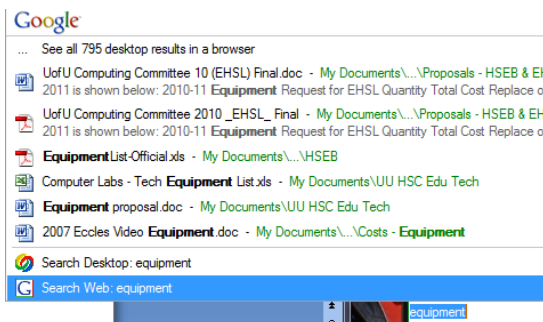 Google
... See all 795 desktop results in a browser
UofU Computing Committee 10 (EHSL) Final.doc - My Documents\...\Proposals - HSEB & EH
2011 is shown below: 2010-11 Equipment Request for EHSL Quantity Total Cost Replace o
UofU Computing Committee 2010 _EHSL_ Final - My Documents\...\Proposals - HSEB & EH
2011 is shown below: 2010-11 Equipment Request for EHSL Quantity Total Cost Replace o
EquipmentList-Official.xls - My Documents\...\HSEB
Computer Labs - Tech Equipment List.xls - My Documents\UU HSC Edu Tech
Equipment proposal.doc - My Documents\UU HSC Edu Tech
2007 Eccles Video Equipment.doc - My Documents\...\Costs - Equipment
Search Desktop: equipment
G Search Web: equipment
equipment